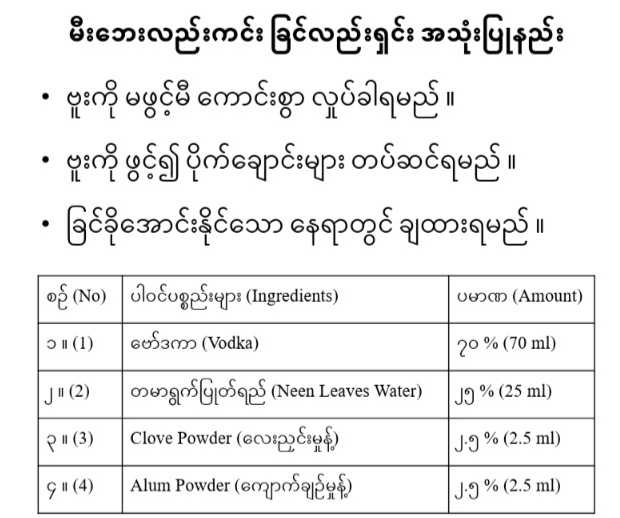 မီးဘေးလည်းကင်း ခြင်လည်းရှင်း အသုံးပြုနည်း
• ဗူးကို မဖွင့်မီ ကောင်းစွာ လှုပ်ခါရမည် ။
• ဗူးကို ဖွင့်၍ ပိုက်ချောင်းများ တပ်ဆင်ရမည် ။
• ခြင်ခိုအောင်းနိုင်သော နေရာတွင် ချထားရမည် ။
စဉ် (No) ပါဝင်ပစ္စည်းများ (Ingredients) ပမာဏ (Amount)
၁ ။ (1) ဗော်ဒကာ (Vodka) ၇၀ % (70 ml)
၂ ။ (2) တမာရွက်ပြုတ်ရည် (Neen Leaves Water) ၂၅ % (25 ml)
၃ ။ (3) Clove Powder (လေးညှင်းမှုန့်) ၂.၅ % (2.5 ml)
၄ ။ (4) Alum Powder (ကျောက်ချဉ်မှုန့်) ၂.၅ % (2.5 ml)